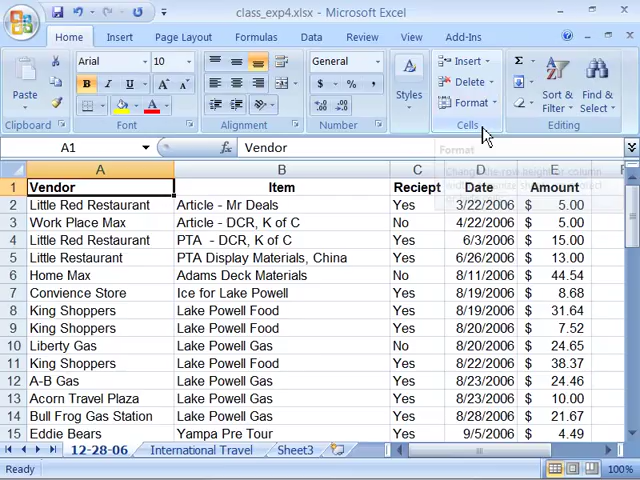 class_exp4.xlsx - Microsoft Excel
Home Insert Page Layout Formulas Data Review View Add-Ins
Paste
Clipboard
Arial 10
B I U A A
A
Font
Alignment
General
$ % ,
Number
Styles
Insert
Delete
Format
Cells
Σ
Sort & Filter
Find & Select
Editing
A1 fx Vendor
Format
Change the row height or column
A B C D E F
1 Vendor Item Reciept Date Amount
2 Little Red Restaurant Article - Mr Deals Yes 3/22/2006 $ 5.00
3 Work Place Max Article - DCR, K of C No 4/22/2006 $ 5.00
4 Little Red Restaurant PTA - DCR, K of C Yes 6/3/2006 $ 15.00
5 Little Restaurant PTA Display Materials, China Yes 6/26/2006 $ 13.00
6 Home Max Adams Deck Materials No 8/11/2006 $ 44.54
7 Convience Store Ice for Lake Powell Yes 8/19/2006 $ 8.68
8 King Shoppers Lake Powell Food Yes 8/19/2006 $ 31.64
9 King Shoppers Lake Powell Food Yes 8/20/2006 $ 7.52
10 Liberty Gas Lake Powell Gas No 8/20/2006 $ 24.65
11 King Shoppers Lake Powell Food Yes 8/22/2006 $ 38.37
12 A-B Gas Lake Powell Gas Yes 8/23/2006 $ 24.46
13 Acorn Travel Plaza Lake Powell Gas Yes 8/23/2006 $ 10.00
14 Bull Frog Gas Station Lake Powell Gas Yes 8/28/2006 $ 21.67
15 Eddie Bears Yampa Pre Tour Yes 9/5/2006 $ 4.49
12-28-06 International Travel Sheet3
Ready 100%